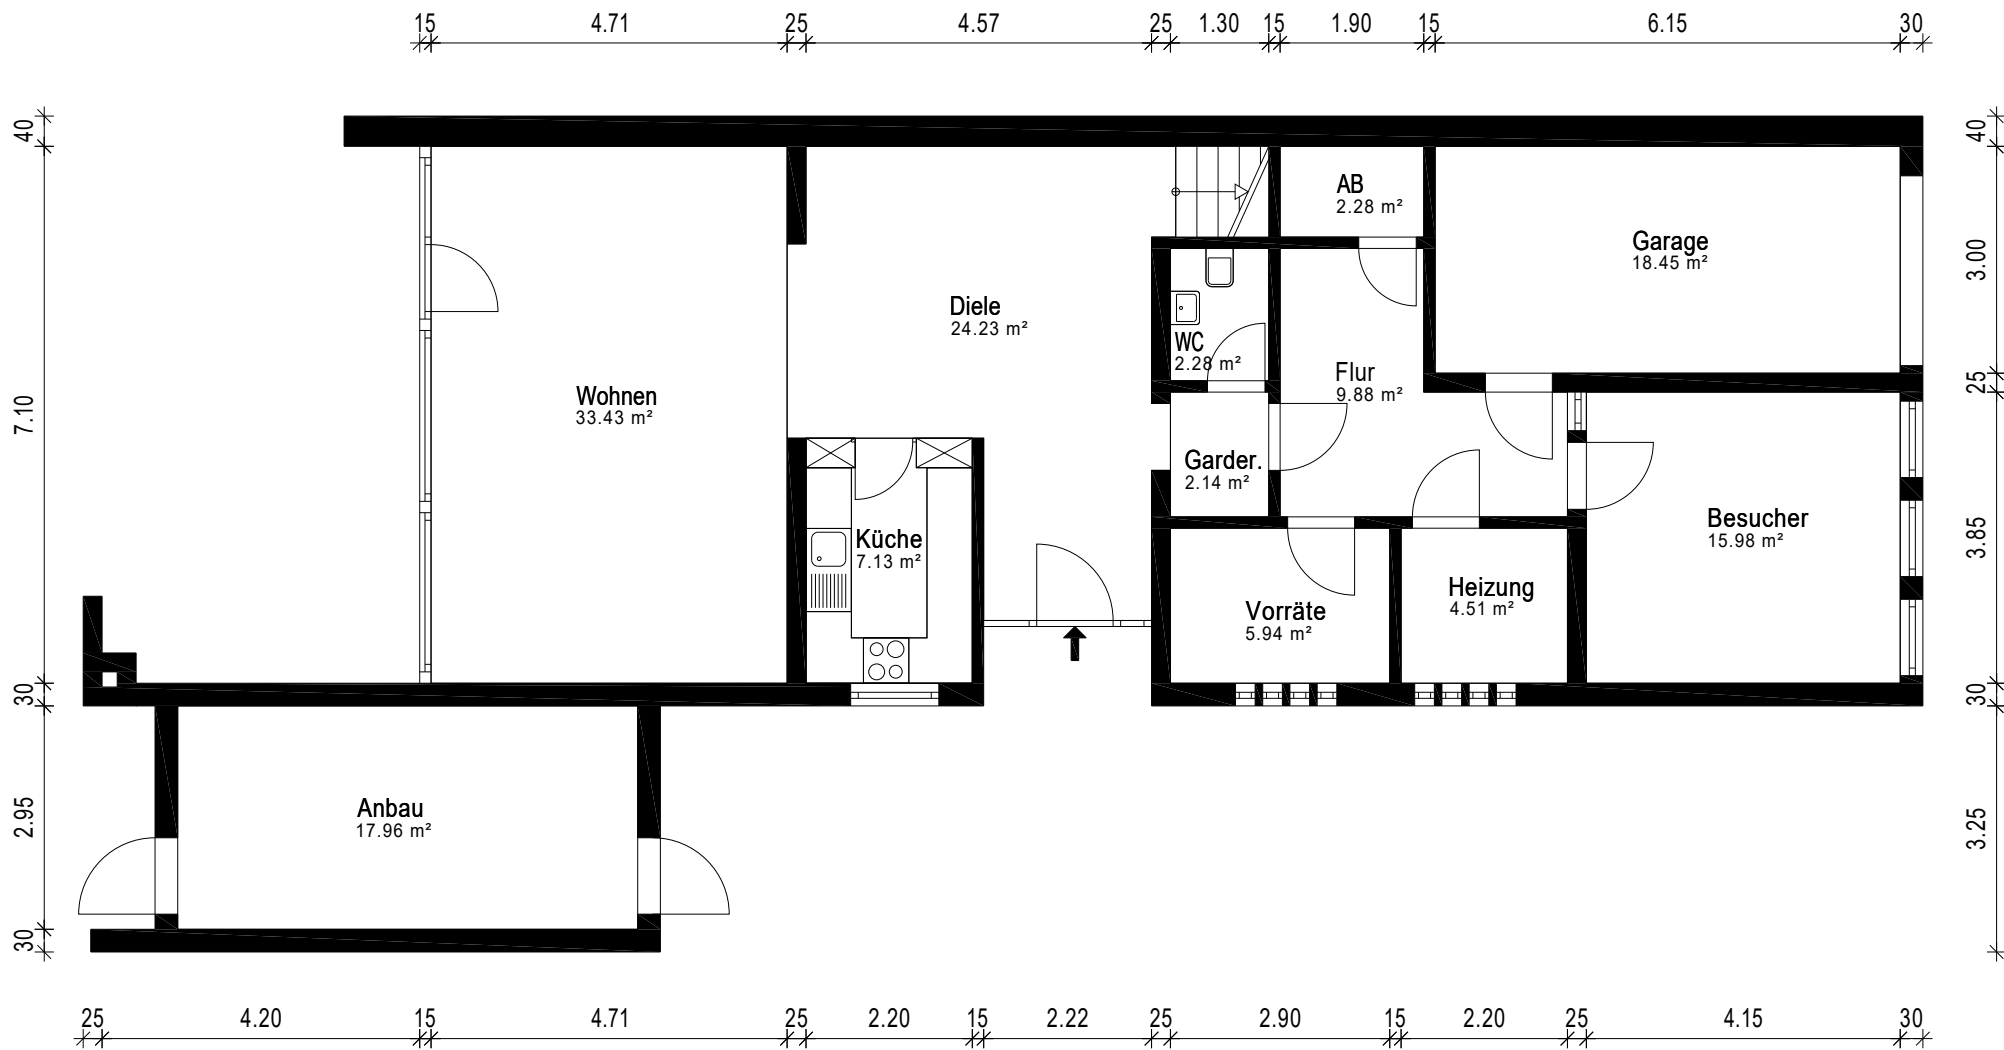 15 4.71 25 4.57 25 1.30 15 1.90 15 6.15 30
40
7.10
30
2.95
30
40
3.00
25
3.85
30
3.25
AB
2.28 m²
Garage
18.45 m²
Diele
24.23 m²
WC
2.28 m²
Flur
9.88 m²
Wohnen
33.43 m²
Garder.
2.14 m²
Küche
7.13 m²
Besucher
15.98 m²
Vorräte
5.94 m²
Heizung
4.51 m²
Anbau
17.96 m²
25 4.20 15 4.71 25 2.20 15 2.22 25 2.90 15 2.20 25 4.15 30